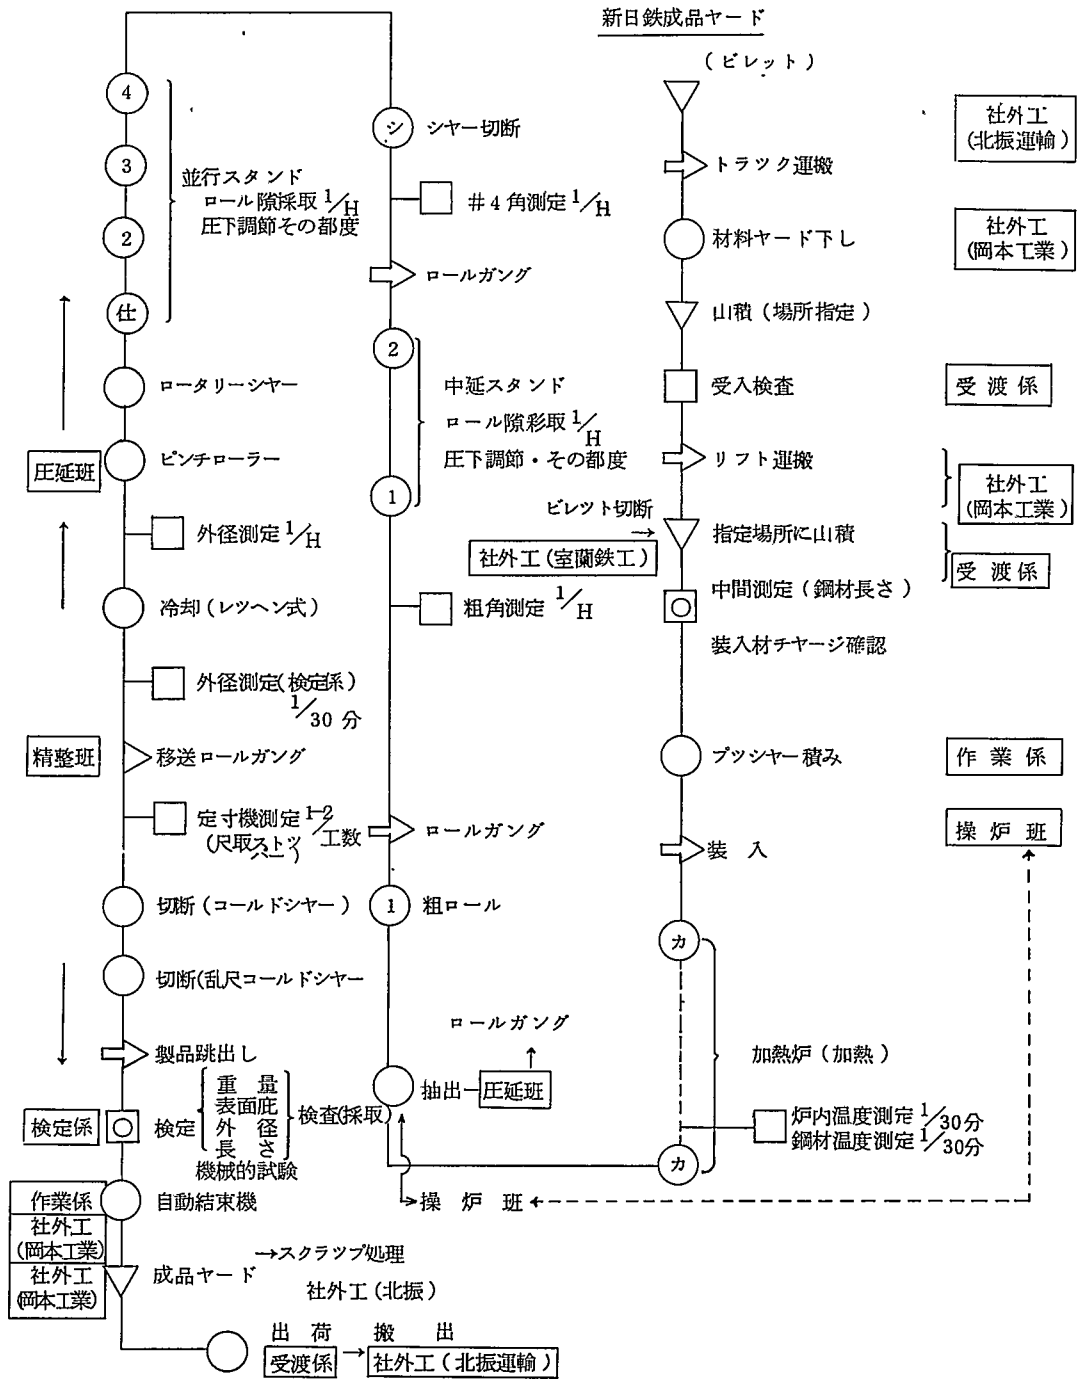 新日鉄成品ヤード
(ビレット)
社外工
(北振運輸)
トラック運搬
材料ヤード下し
社外工
(岡本工業)
山積(場所指定)
受入検査
受渡係
リフト運搬
社外工
(岡本工業)
ビレツト切断
→
社外工(室蘭鉄工)
指定場所に山積
受渡係
中間測定(鋼材長さ)
装入材チヤージ確認
プツシヤー積み
作業係
操炉班
装入
カ
加熱炉(加熱)
炉内温度測定 1/30分
鋼材温度測定 1/30分
カ
操炉班
抽出
圧延班
ロールガング
1
粗ロール
ロールガング
粗角測定 1/H
1
2
中延スタンド
ロール隙彩取 1/H
圧下調節・その都度
ロールガング
#4角測定 1/H
シ
シヤー切断
4
3
2
仕
並行スタンド
ロール隙採取 1/H
圧下調節その都度
ロータリーシヤー
圧延班
ピンチローラー
外径測定 1/H
冷却(レツヘン式)
外径測定(検定係)
1/30分
精整班
移送ロールガング
定寸機測定 1-2/工数
(尺取ストッパー)
切断(コールドシヤー)
切断(乱尺コールドシヤー
製品跳出し
検定係
検定
重量
表面庇
外径
長さ
検査(採取)
機械的試験
作業係
社外工
(岡本工業)
自動結束機
社外工
(岡本工業)
成品ヤード
→スクラップ処理
社外工(北振)
出荷
受渡係
→
搬出
社外工(北振運輸)